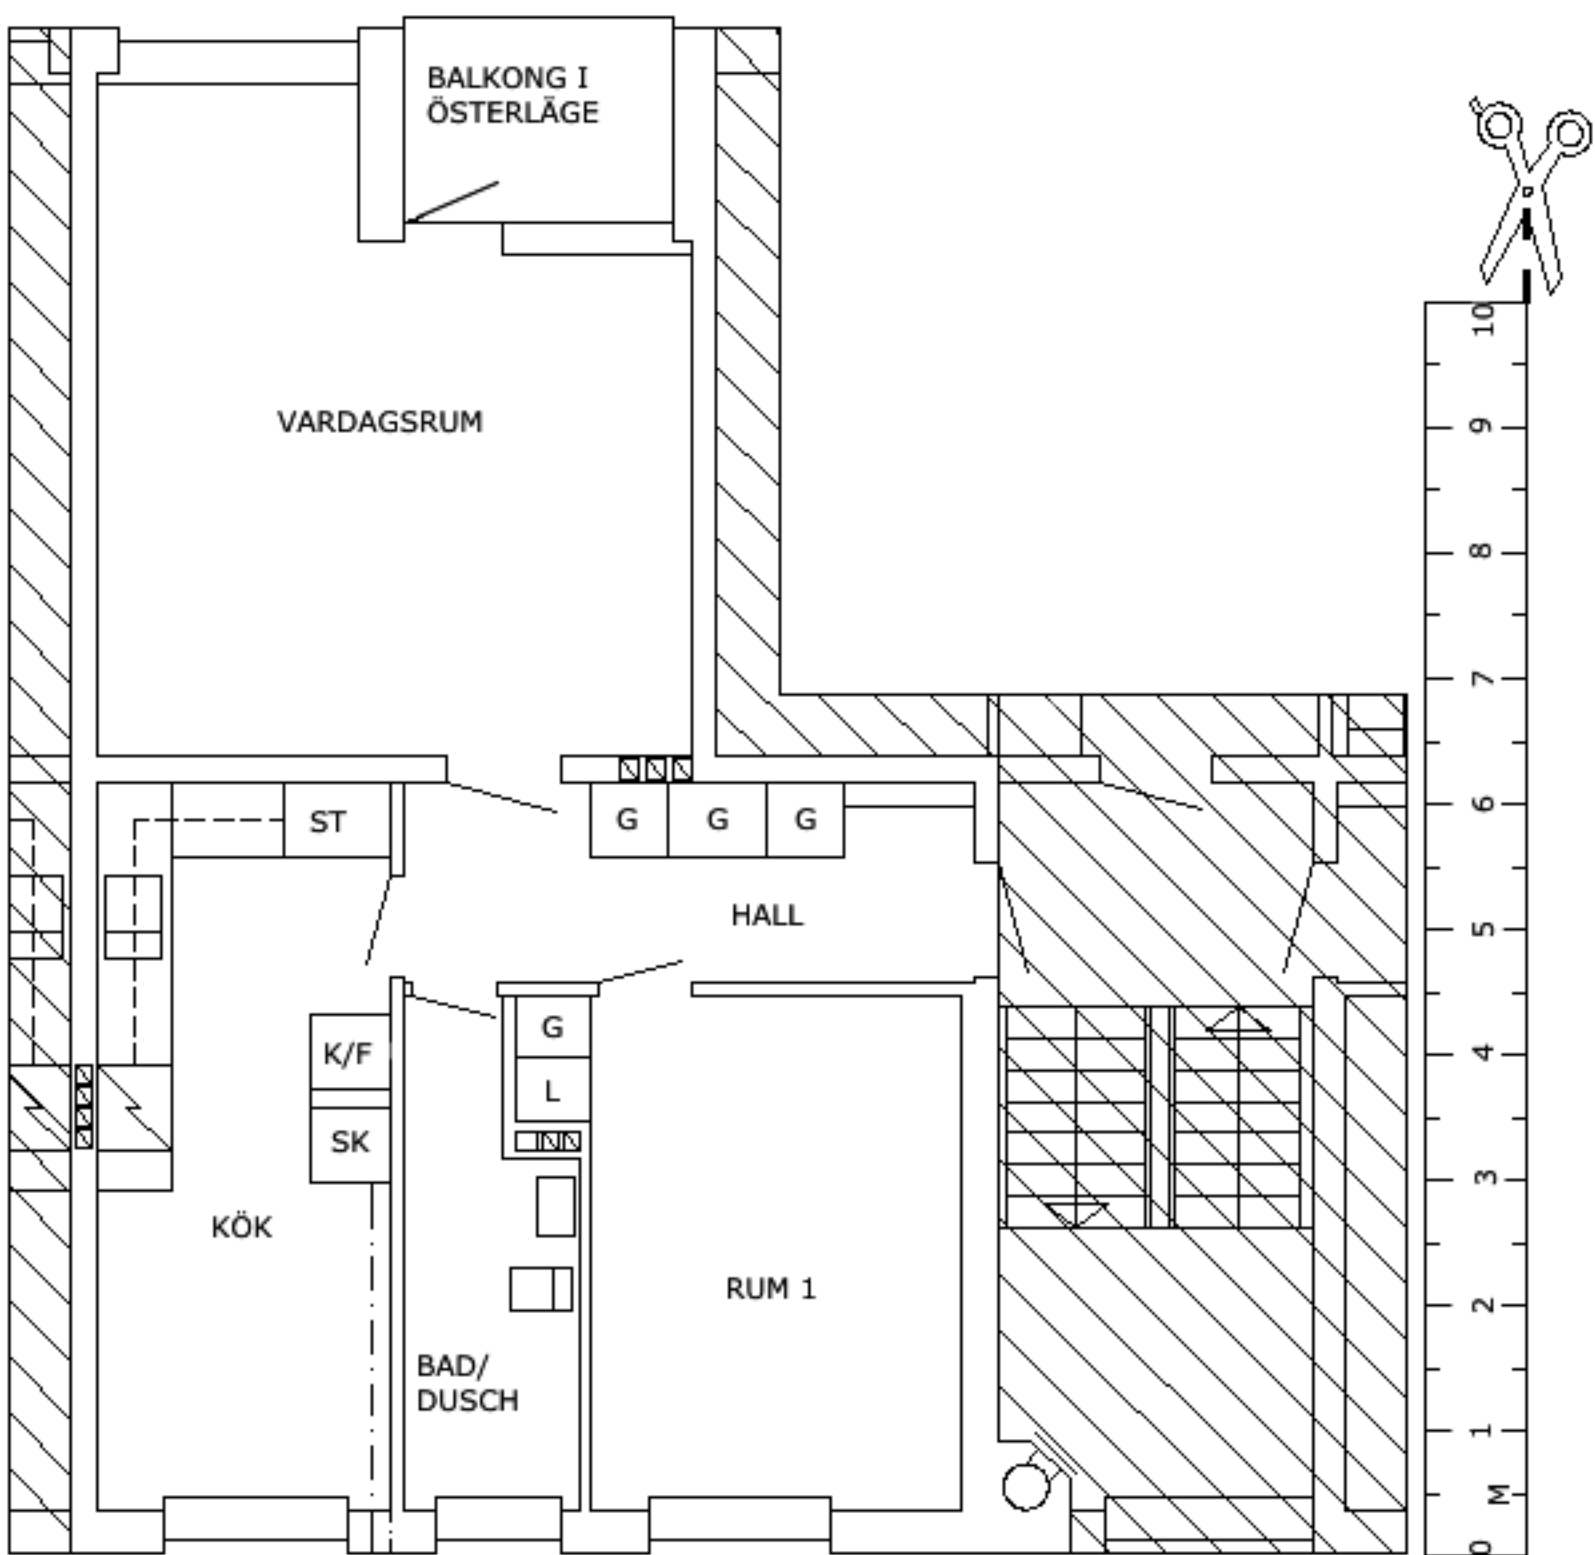 BALKONG I
ÖSTERLÄGE
VARDAGSRUM
ST
G
G
G
HALL
K/F
SK
G
L
KÖK
RUM 1
BAD/
DUSCH
10
9
8
7
6
5
4
3
2
1
M
0